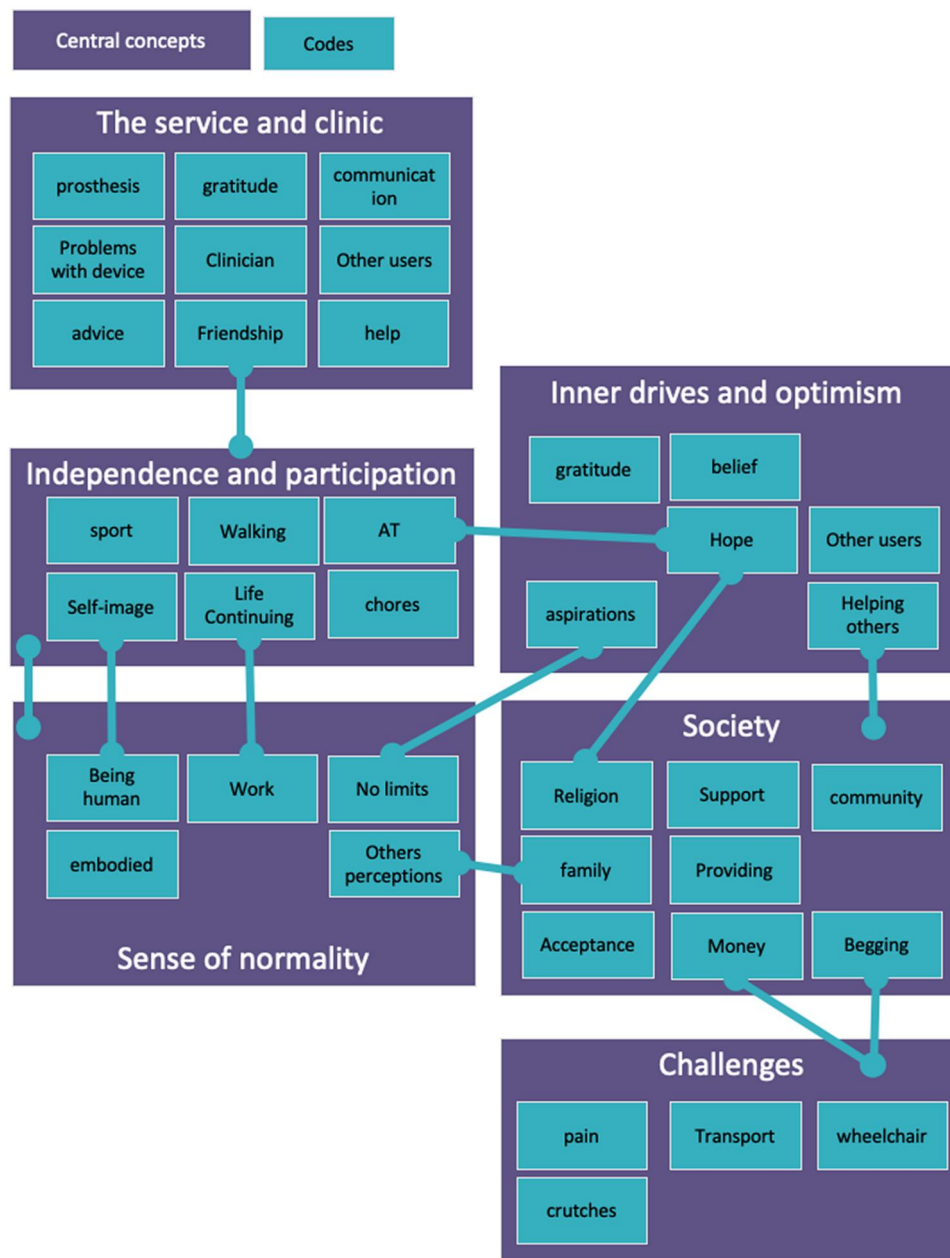 Central concepts
Codes
The service and clinic
prosthesis
gratitude
communicat
ion
Problems
with device
Clinician
Other users
advice
Friendship
help
Independence and participation
sport
Walking
AT
Self-image
Life
Continuing
chores
Inner drives and optimism
gratitude
belief
Hope
Other users
aspirations
Helping
others
Being
human
Work
No limits
embodied
Others
perceptions
Sense of normality
Society
Religion
Support
community
family
Providing
Acceptance
Money
Begging
Challenges
pain
Transport
wheelchair
crutches